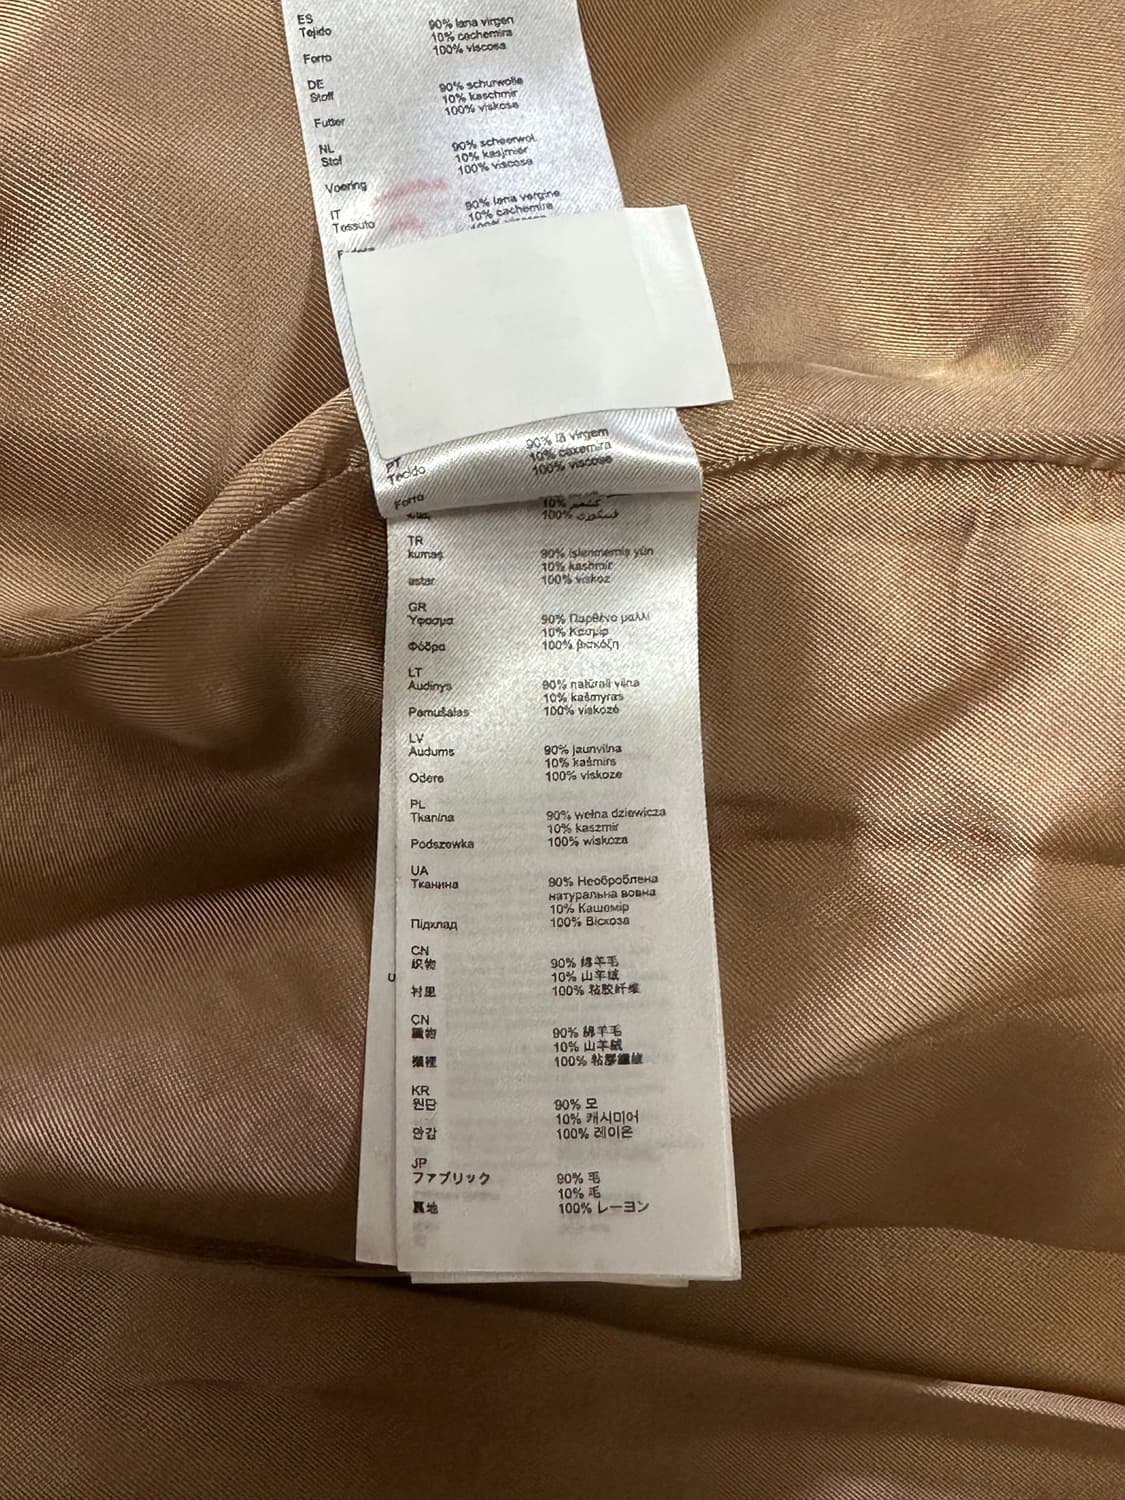 ES
Tejido 90% lana virgen
10% cachemira
Forro 100% viscosa
DE
Stoff 90% schurwolle
10% kaschmir
Futter 100% viskose
NL
Stof 90% scheerwol
10% kasjmier
Voering 100% viscose
IT
Tessuto 90% lana vergine
10% cachemire
PT
Tecido 90% lã virgem
10% caxemira
Forro 100% viscose
10% كشمير
100% فسكوزي
TR
kumaş 90% işlenmemiş yün
10% kashmir
astar 100% viskoz
GR
Υφασμα 90% Παρθένο μαλλί
10% Κασμίρ
Φόδρα 100% βισκόζη
LT
Audinys 90% natūrali vilna
10% kašmyras
Pamušalas 100% viskozė
LV
Audums 90% jaunvilna
10% kašmirs
Odere 100% viskoze
PL
Tkanina 90% wełna dziewicza
10% kaszmir
Podszewka 100% wiskoza
UA
Тканина 90% Необроблена
натуральна вовна
10% Кашемір
Підклад 100% Віскоза
CN
织物 90% 绵羊毛
10% 山羊绒
衬里 100% 粘胶纤维
CN
織物 90% 綿羊毛
10% 山羊絨
襯裡 100% 粘膠纖維
KR
원단 90% 모
10% 캐시미어
안감 100% 레이온
JP
ファブリック 90% 毛
10% 毛
裏地 100% レーヨン